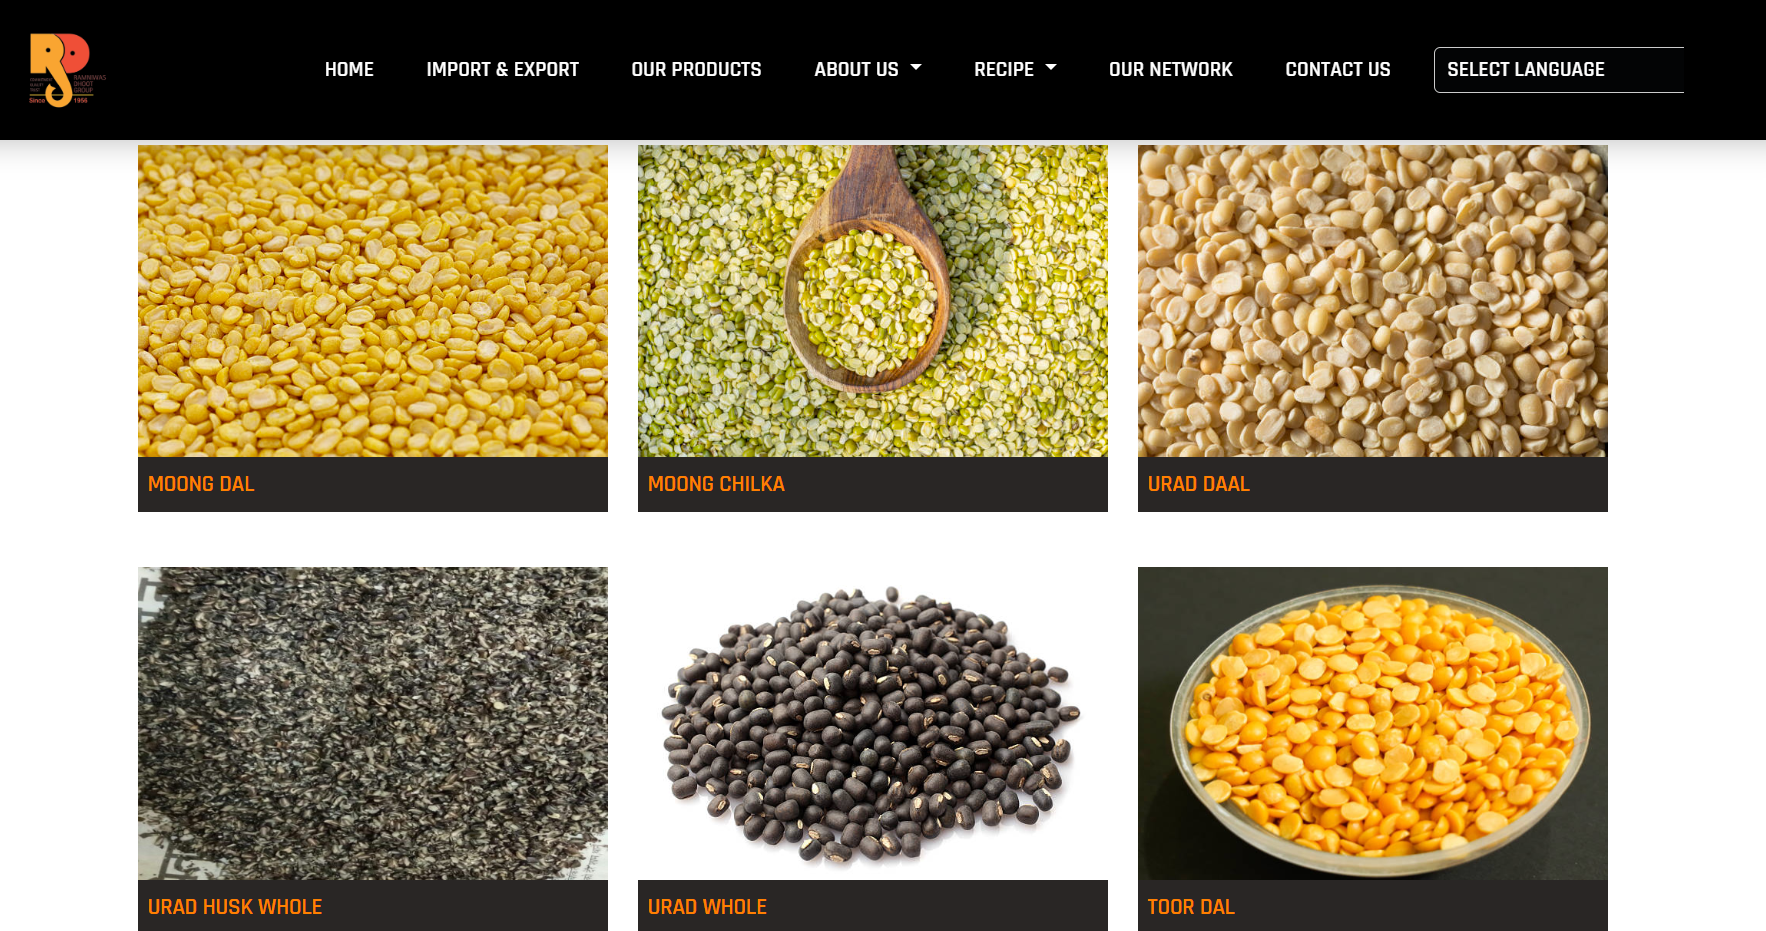 RAMNIWAS
DHOOT
GROUP
Since 1956
HOME
IMPORT & EXPORT
OUR PRODUCTS
ABOUT US
RECIPE
OUR NETWORK
CONTACT US
SELECT LANGUAGE
MOONG DAL
MOONG CHILKA
URAD DAAL
URAD HUSK WHOLE
URAD WHOLE
TOOR DAL